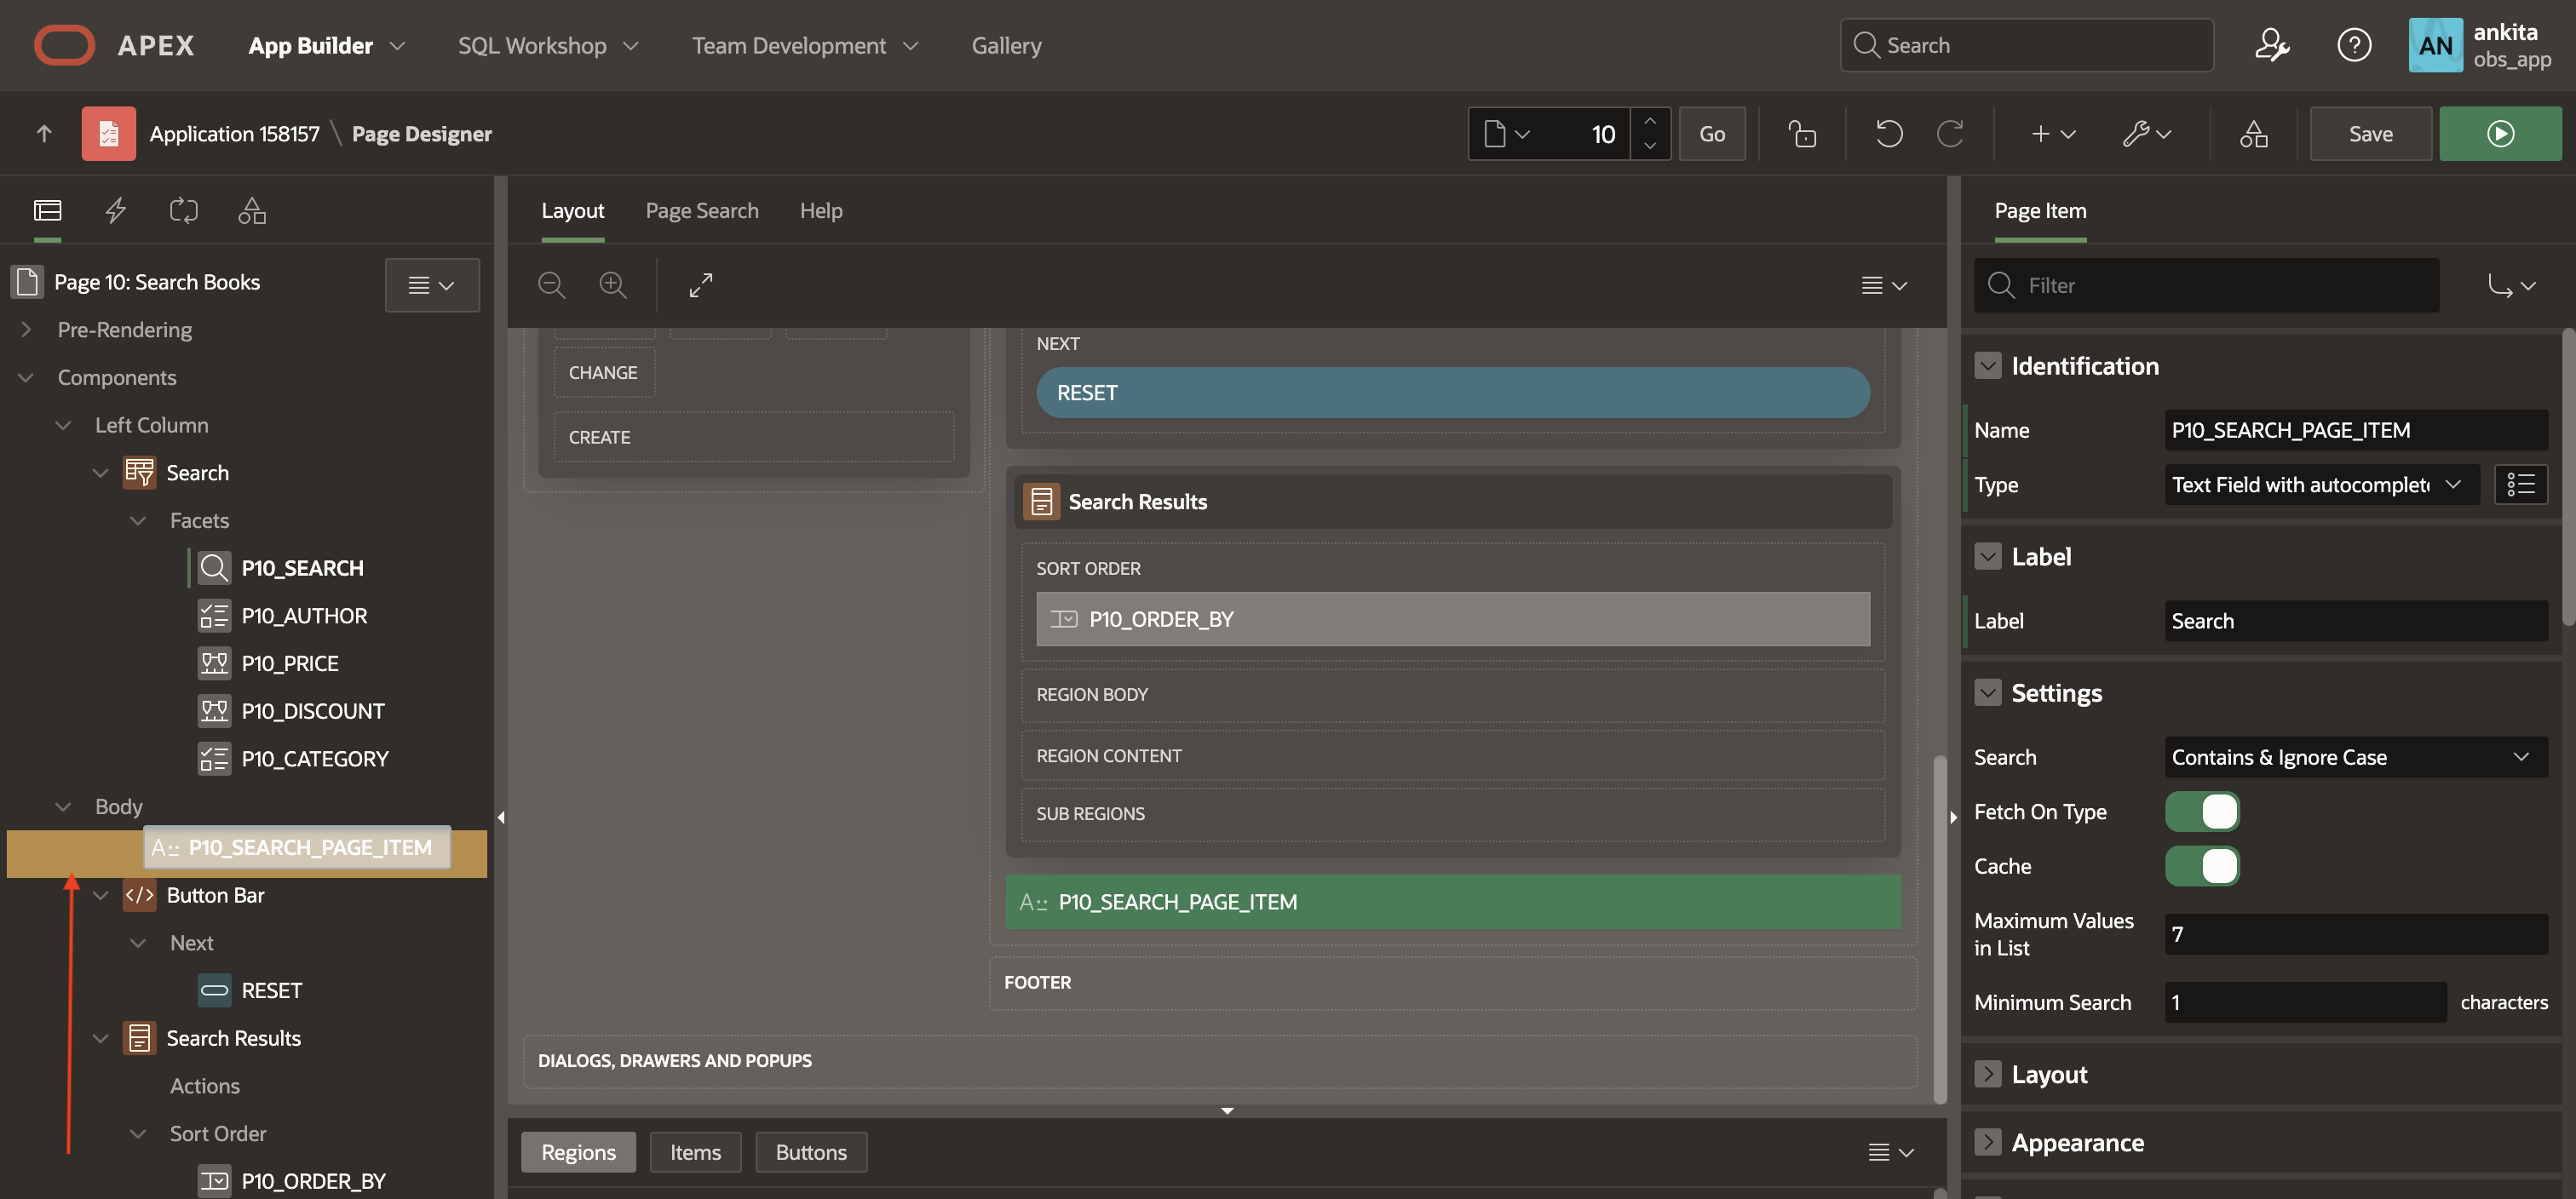 APEX App Builder SQL Workshop Team Development Gallery Search AN ankita
obs_app
Application 158157 \ Page Designer 10 Go Save
Layout Page Search Help
Page Item
Page 10: Search Books
Pre-Rendering
Components
Left Column
Search
Facets
P10_SEARCH
P10_AUTHOR
P10_PRICE
P10_DISCOUNT
P10_CATEGORY
Body
P10_SEARCH_PAGE_ITEM
Button Bar
Next
RESET
Search Results
Actions
Sort Order
P10_ORDER_BY
CHANGE
CREATE
NEXT
RESET
Search Results
SORT ORDER
P10_ORDER_BY
REGION BODY
REGION CONTENT
SUB REGIONS
P10_SEARCH_PAGE_ITEM
FOOTER
DIALOGS, DRAWERS AND POPUPS
Regions Items Buttons
Filter
Identification
Name P10_SEARCH_PAGE_ITEM
Type Text Field with autocomplete
Label
Label Search
Settings
Search Contains & Ignore Case
Fetch On Type
Cache
Maximum Values
in List 7
Minimum Search 1 characters
Layout
Appearance